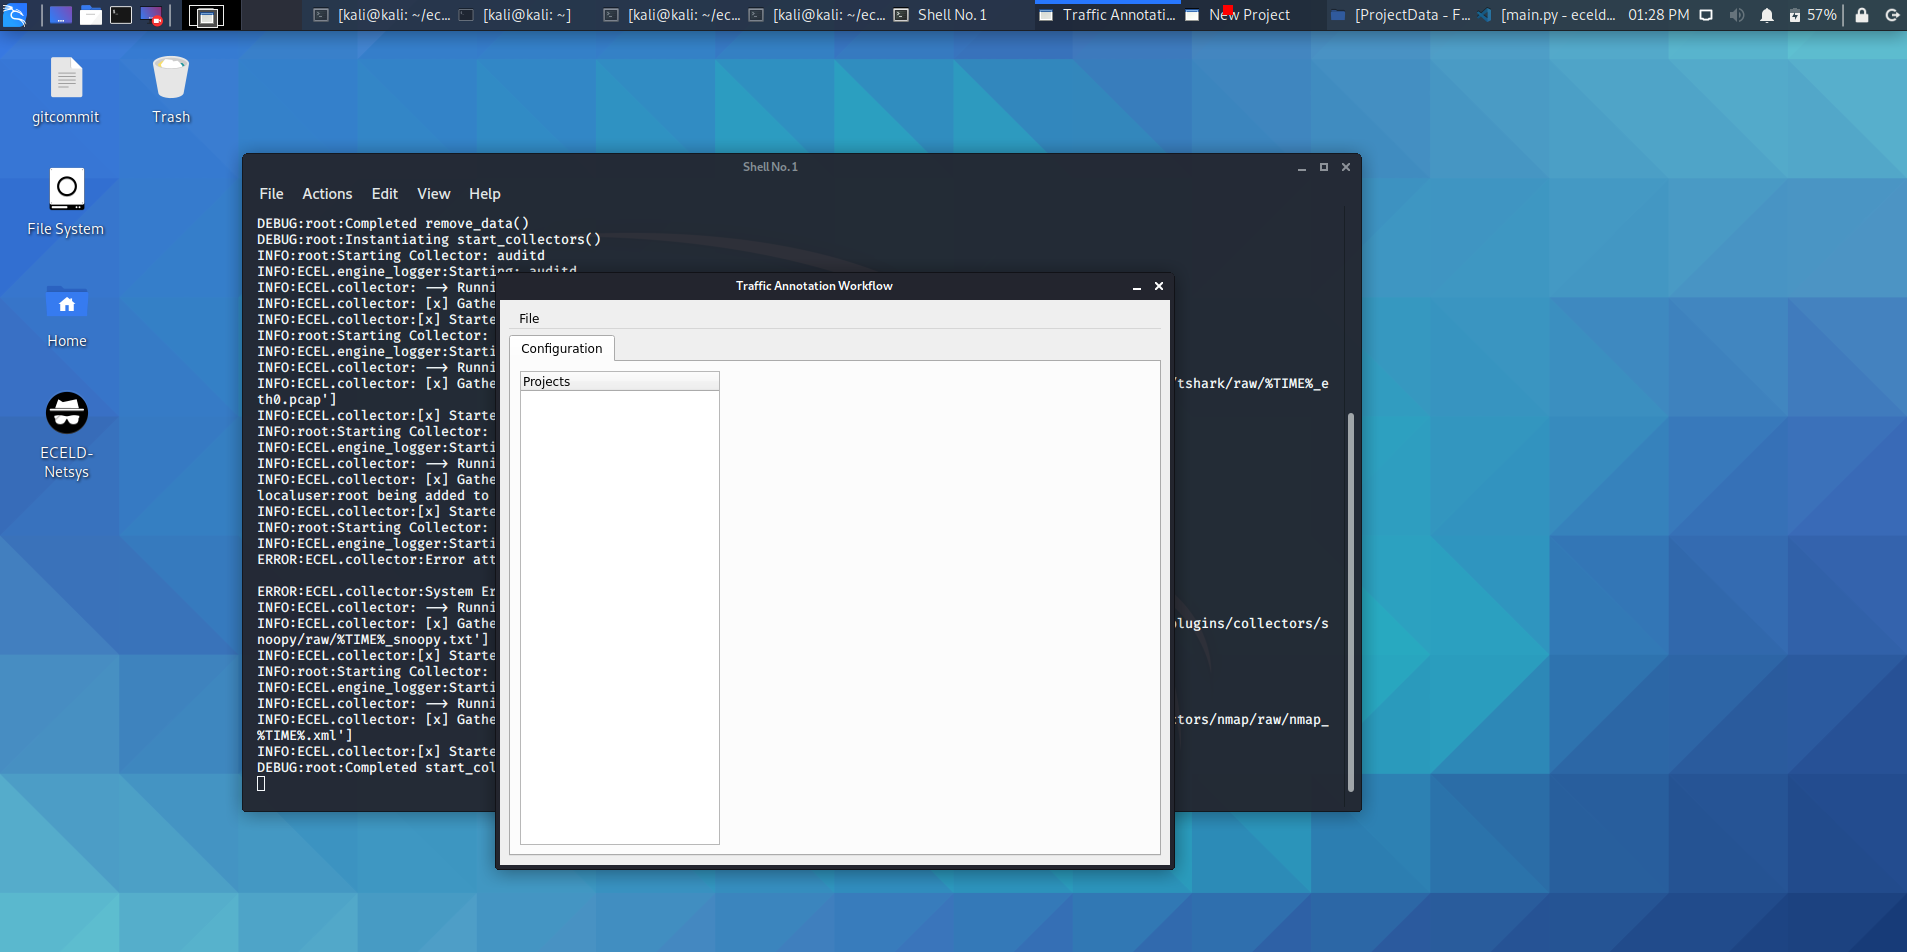 [kali@kali: ~/ec...
[kali@kali: ~]
[kali@kali: ~/ec...
[kali@kali: ~/ec...
Shell No. 1
Traffic Annotati...
New Project
[ProjectData - F...
[main.py - eceld...
01:28 PM
57%
gitcommit
Trash
File System
Home
ECELD-
Netsys
Shell No. 1
File Actions Edit View Help
DEBUG:root:Completed remove_data()
DEBUG:root:Instantiating start_collectors()
INFO:root:Starting Collector: auditd
INFO:ECEL.engine_logger:Starting: auditd
INFO:ECEL.collector: —> Runni
INFO:ECEL.collector: [x] Gathe
INFO:ECEL.collector:[x] Starte
INFO:root:Starting Collector:
INFO:ECEL.engine_logger:Starti
INFO:ECEL.collector: —> Runni
INFO:ECEL.collector: [x] Gathe /tshark/raw/%TIME%_e
th0.pcap']
INFO:ECEL.collector:[x] Starte
INFO:root:Starting Collector:
INFO:ECEL.engine_logger:Starti
INFO:ECEL.collector: —> Runni
INFO:ECEL.collector: [x] Gathe
localuser:root being added to
INFO:ECEL.collector:[x] Starte
INFO:root:Starting Collector:
INFO:ECEL.engine_logger:Starti
ERROR:ECEL.collector:Error att
ERROR:ECEL.collector:System Er
INFO:ECEL.collector: —> Runni
INFO:ECEL.collector: [x] Gathe plugins/collectors/s
noopy/raw/%TIME%_snoopy.txt']
INFO:ECEL.collector:[x] Starte
INFO:root:Starting Collector:
INFO:ECEL.engine_logger:Starti
INFO:ECEL.collector: —> Runni
INFO:ECEL.collector: [x] Gathe tors/nmap/raw/nmap_
%TIME%.xml']
INFO:ECEL.collector:[x] Starte
DEBUG:root:Completed start_col
Traffic Annotation Workflow
File
Configuration
Projects